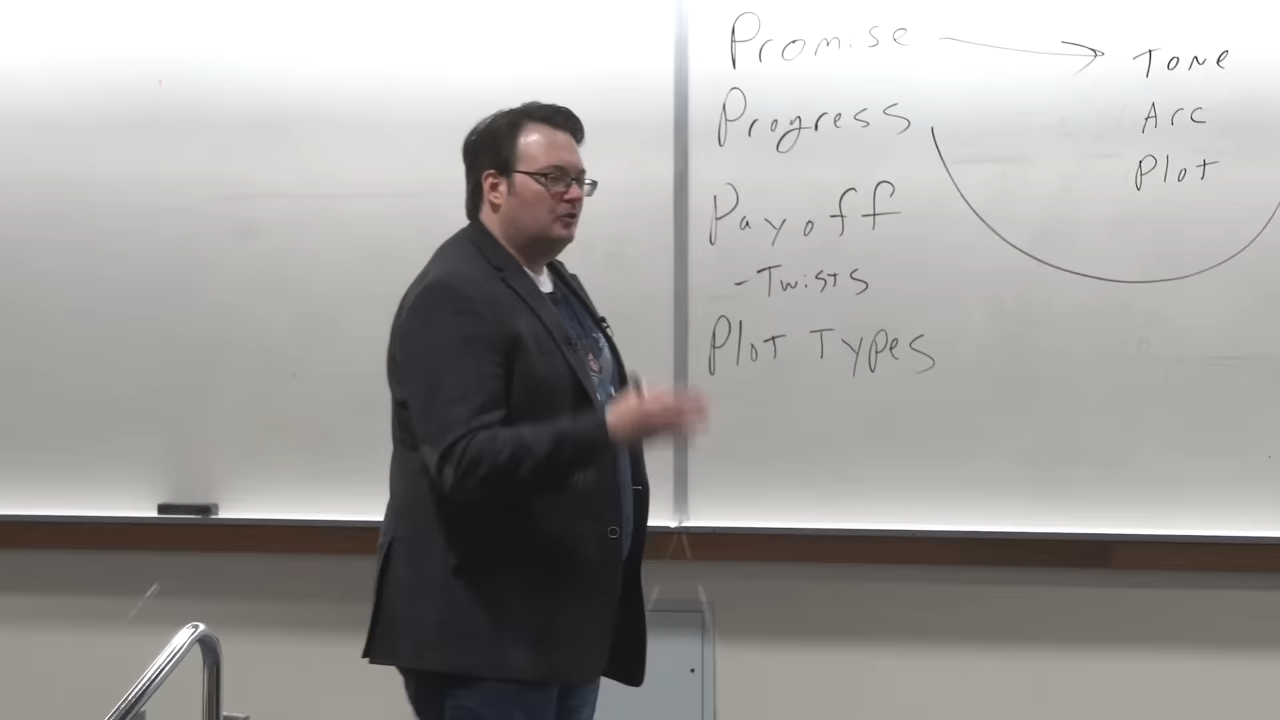 Promise
Progress
Payoff
-Twists
Plot Types
Tone
Arc
Plot